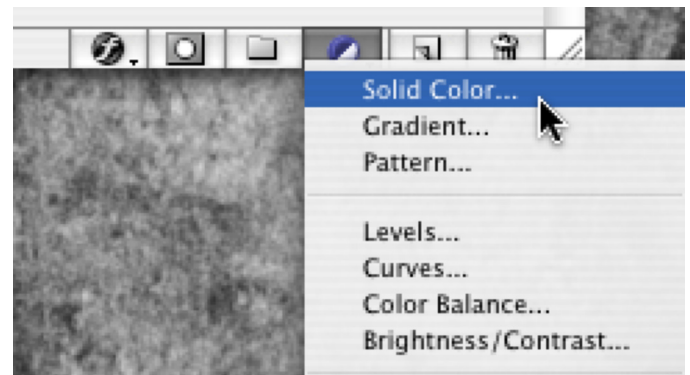 Solid Color...
Gradient...
Pattern...
Levels...
Curves...
Color Balance...
Brightness/Contrast...